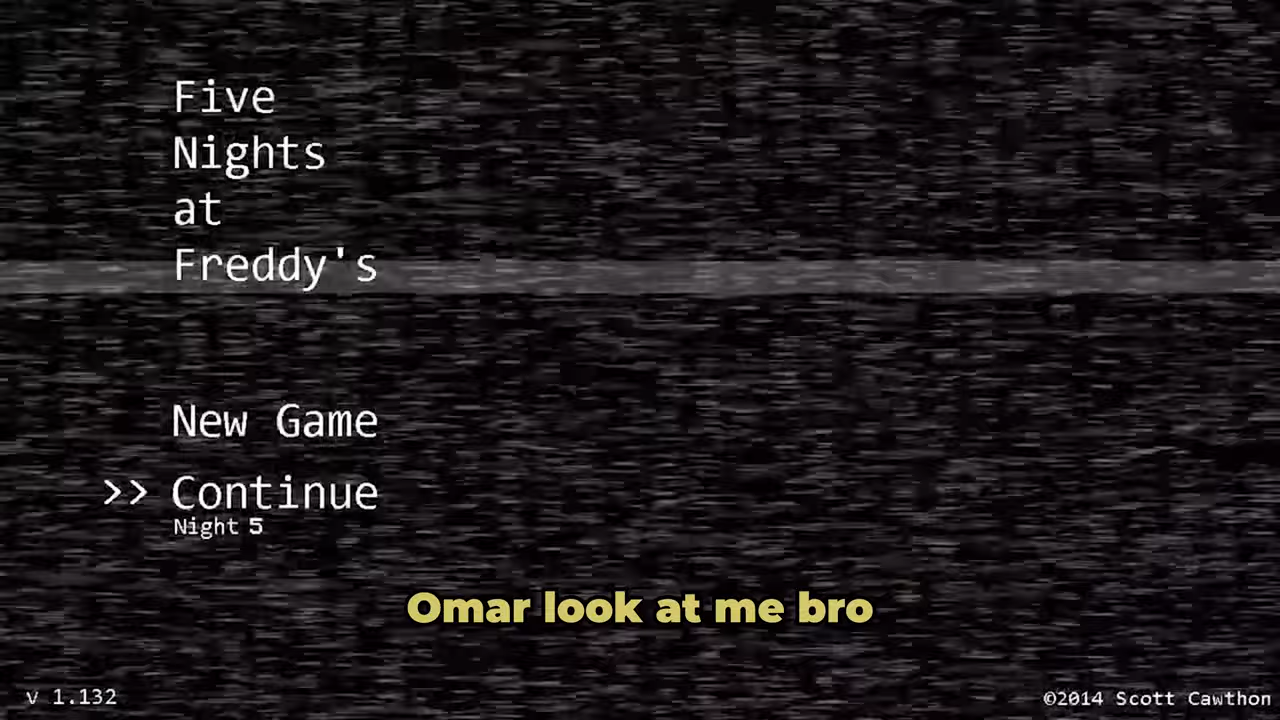 Five
Nights
at
Freddy's
New Game
>> Continue
Night 5
Omar look at me bro
v 1.132
©2014 Scott Cawthon